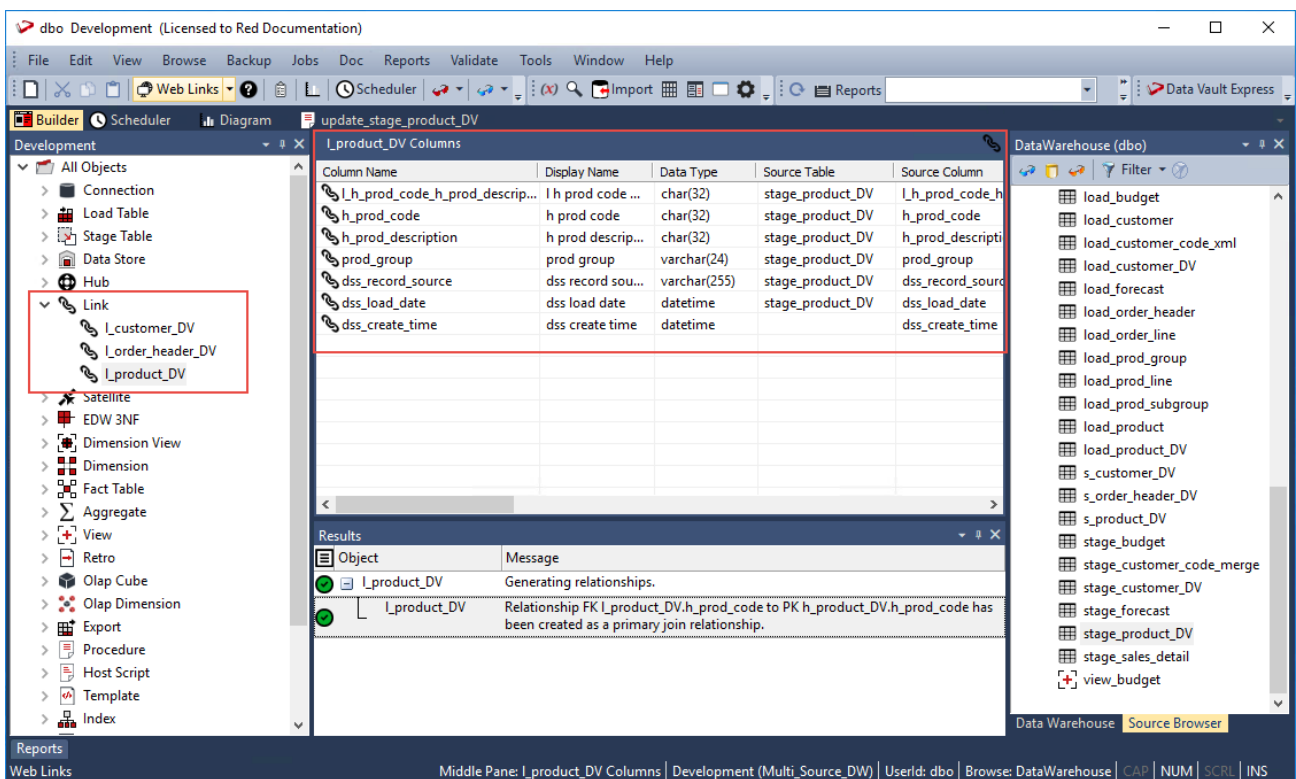 dbo Development (Licensed to Red Documentation)
File Edit View Browse Backup Jobs Doc Reports Validate Tools Window Help
Web Links Scheduler (x) Import Reports Data Vault Express
Builder Scheduler Diagram update_stage_product_DV
Development
All Objects
Connection
Load Table
Stage Table
Data Store
Hub
Link
l_customer_DV
l_order_header_DV
l_product_DV
Satellite
EDW 3NF
Dimension View
Dimension
Fact Table
Aggregate
View
Retro
Olap Cube
Olap Dimension
Export
Procedure
Host Script
Template
Index
l_product_DV Columns
Column Name Display Name Data Type Source Table Source Column
l_h_prod_code_h_prod_descrip... l h prod code ... char(32) stage_product_DV l_h_prod_code_h
h_prod_code h prod code char(32) stage_product_DV h_prod_code
h_prod_description h prod descrip... char(32) stage_product_DV h_prod_descripti
prod_group prod group varchar(24) stage_product_DV prod_group
dss_record_source dss record sou... varchar(255) stage_product_DV dss_record_sourc
dss_load_date dss load date datetime stage_product_DV dss_load_date
dss_create_time dss create time datetime dss_create_time
Results
Object Message
l_product_DV Generating relationships.
l_product_DV Relationship FK l_product_DV.h_prod_code to PK h_product_DV.h_prod_code has
been created as a primary join relationship.
DataWarehouse (dbo)
Filter
load_budget
load_customer
load_customer_code_xml
load_customer_DV
load_forecast
load_order_header
load_order_line
load_prod_group
load_prod_line
load_prod_subgroup
load_product
load_product_DV
s_customer_DV
s_order_header_DV
s_product_DV
stage_budget
stage_customer_code_merge
stage_customer_DV
stage_forecast
stage_product_DV
stage_sales_detail
view_budget
Data Warehouse Source Browser
Reports
Web Links Middle Pane: l_product_DV Columns Development (Multi_Source_DW) UserId: dbo Browse: DataWarehouse CAP NUM SCRL INS